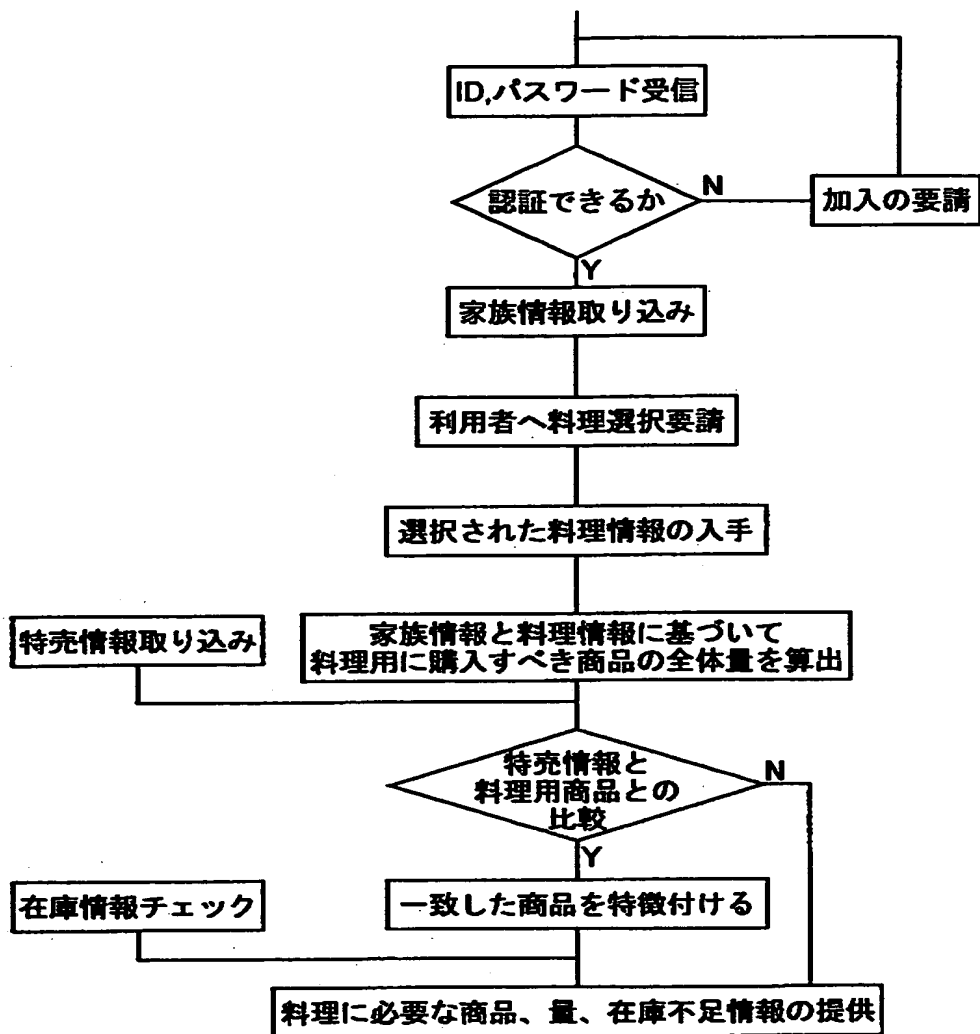 ID,パスワード受信
認証できるか
N
加入の要請
Y
家族情報取り込み
利用者へ料理選択要請
選択された料理情報の入手
特売情報取り込み
家族情報と料理情報に基づいて
料理用に購入すべき商品の全体量を算出
特売情報と
料理用商品との
比較
N
Y
在庫情報チェック
一致した商品を特徴付ける
料理に必要な商品、量、在庫不足情報の提供